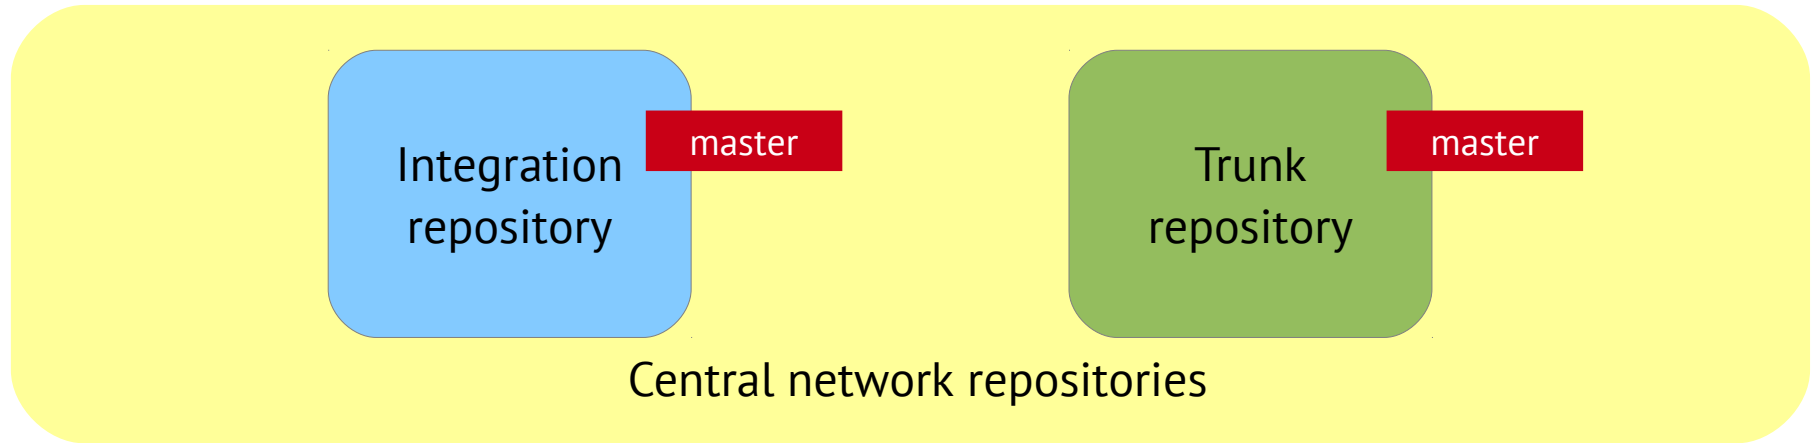 Integration
repository
master
Trunk
repository
master
Central network repositories